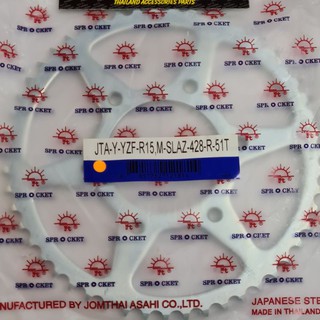 THAILAND ACCESSORIES PARTS
SPROCKET
JTA-Y-YZF-R15,M-SLAZ-428-R-51T
SPROCKET
NUFACTURED BY JOMTHAI ASAHI CO.,LTD.
JAPANESE STE
MADE IN THAILAN